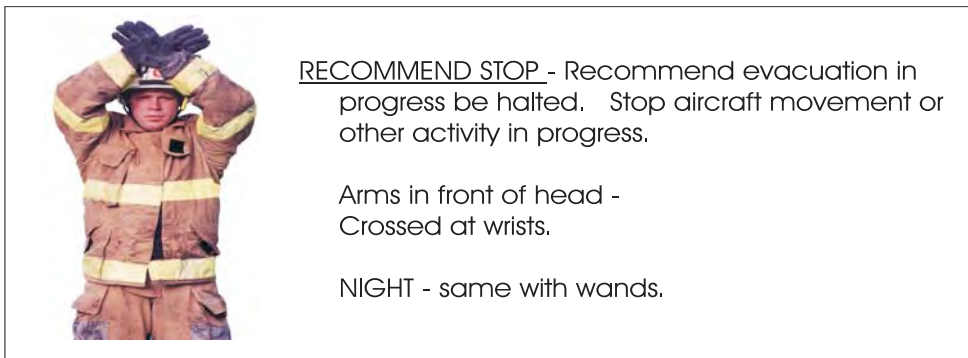 RECOMMEND STOP - Recommend evacuation in
progress be halted. Stop aircraft movement or
other activity in progress.
Arms in front of head -
Crossed at wrists.
NIGHT - same with wands.